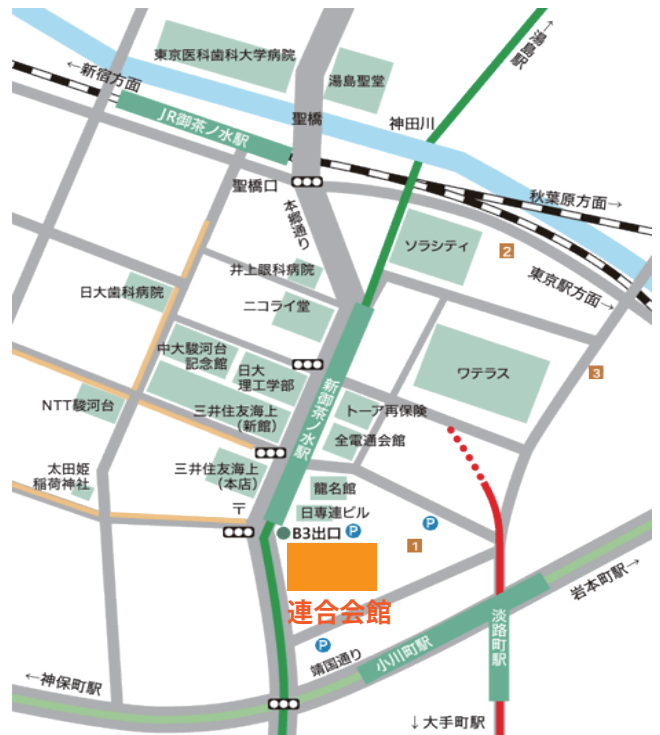 東京医科歯科大学病院
湯島聖堂
→湯島駅
←新宿方面
JR御茶ノ水駅
聖橋
神田川
聖橋口
本郷通り
秋葉原方面→
ソラシティ
2
東京駅方面→
井上眼科病院
日大歯科病院
ニコライ堂
中大駿河台
記念館
日大
理工学部
新御茶ノ水駅
ワテラス
3
NTT駿河台
三井住友海上
(新館)
トーア再保険
全電通会館
太田姫
稲荷神社
三井住友海上
(本店)
龍名館
〒
日専連ビル
B3出口
P
P
1
連合会館
岩本町駅→
淡路町駅
小川町駅
P
靖国通り
←神保町駅
↓大手町駅